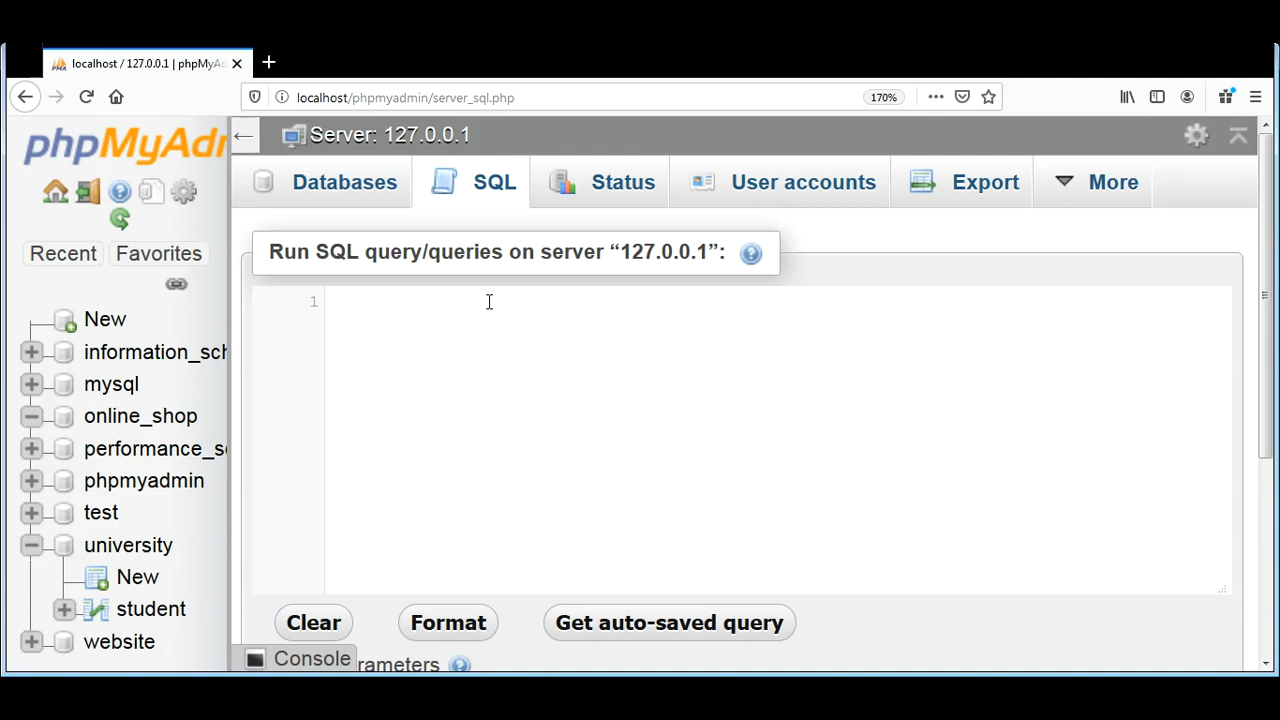 localhost / 127.0.0.1 | phpMyAd
localhost/phpmyadmin/server_sql.php
170%
phpMyAdm
Server: 127.0.0.1
Databases
SQL
Status
User accounts
Export
More
Recent
Favorites
Run SQL query/queries on server “127.0.0.1”:
1
New
information_sch
mysql
online_shop
performance_s
phpmyadmin
test
university
New
student
website
Clear
Format
Get auto-saved query
Console
rameters